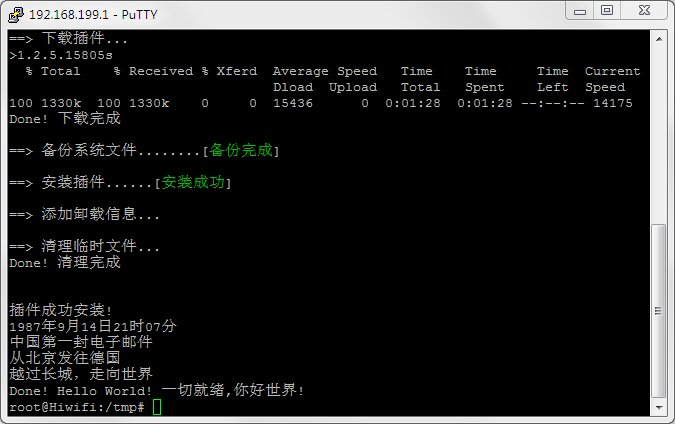 192.168.199.1 - PuTTY
==> 下载插件...
>1.2.5.15805s
% Total % Received % Xferd Average Speed Time Time Time Current
Dload Upload Total Spent Left Speed
100 1330k 100 1330k 0 0 15436 0 0:01:28 0:01:28 --:--:-- 14175
Done! 下载完成
==> 备份系统文件........[备份完成]
==> 安装插件......[安装成功]
==> 添加卸载信息...
==> 清理临时文件...
Done! 清理完成
插件成功安装!
1987年9月14日21时07分
中国第一封电子邮件
从北京发往德国
越过长城，走向世界
Done! Hello World! 一切就绪,你好世界!
root@Hiwifi:/tmp#